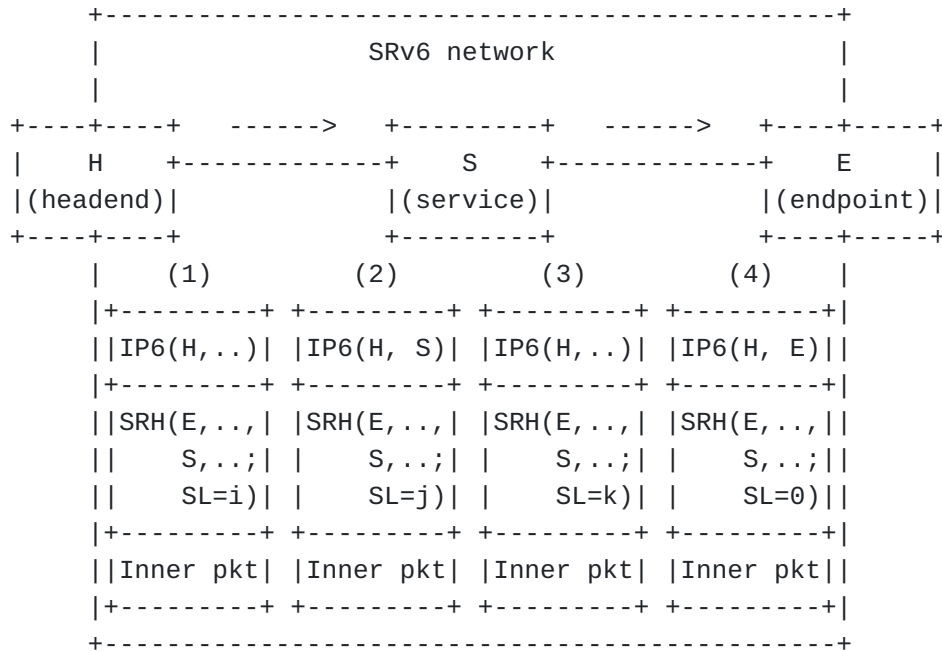 +-----------------------------------------------+
     |                 SRv6 network                  |
     |                                               |
+----+----+   ------>   +---------+   ------>   +----+-----+
|    H    +-------------+    S    +-------------+    E     |
|(headend)|             |(service)|             |(endpoint)|
+----+----+             +---------+             +----+-----+
     |    (1)         (2)         (3)         (4)    |
     |+---------+ +---------+ +---------+ +---------+|
     ||IP6(H,..)| |IP6(H, S)| |IP6(H,..)| |IP6(H, E)||
     |+---------+ +---------+ +---------+ +---------+|
     ||SRH(E,..,| |SRH(E,..,| |SRH(E,..,| |SRH(E,..,||
     ||    S,..;| |    S,..;| |    S,..;| |    S,..;||
     ||    SL=i)| |    SL=j)| |    SL=k)| |    SL=0)||
     |+---------+ +---------+ +---------+ +---------+|
     ||Inner pkt| |Inner pkt| |Inner pkt| |Inner pkt||
     |+---------+ +---------+ +---------+ +---------+|
     +-----------------------------------------------+